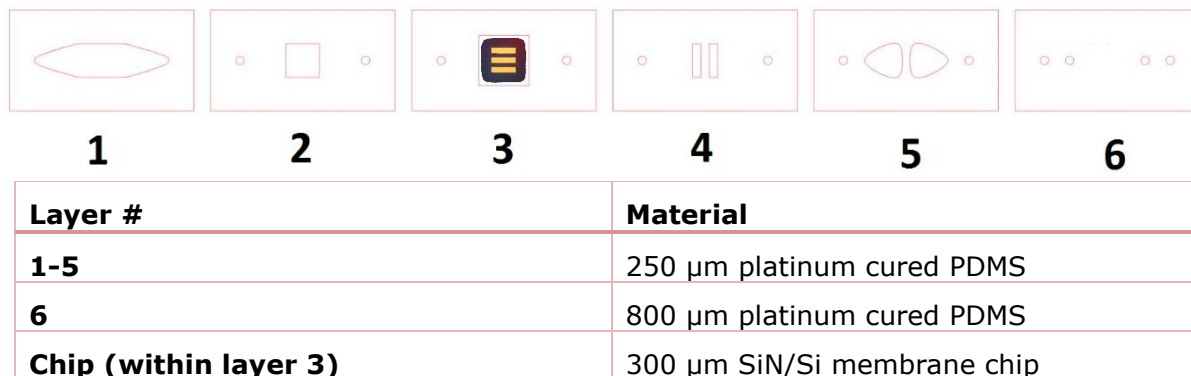 1 2 3 4 5 6
Layer # Material
1-5 250 µm platinum cured PDMS
6 800 µm platinum cured PDMS
Chip (within layer 3) 300 µm SiN/Si membrane chip